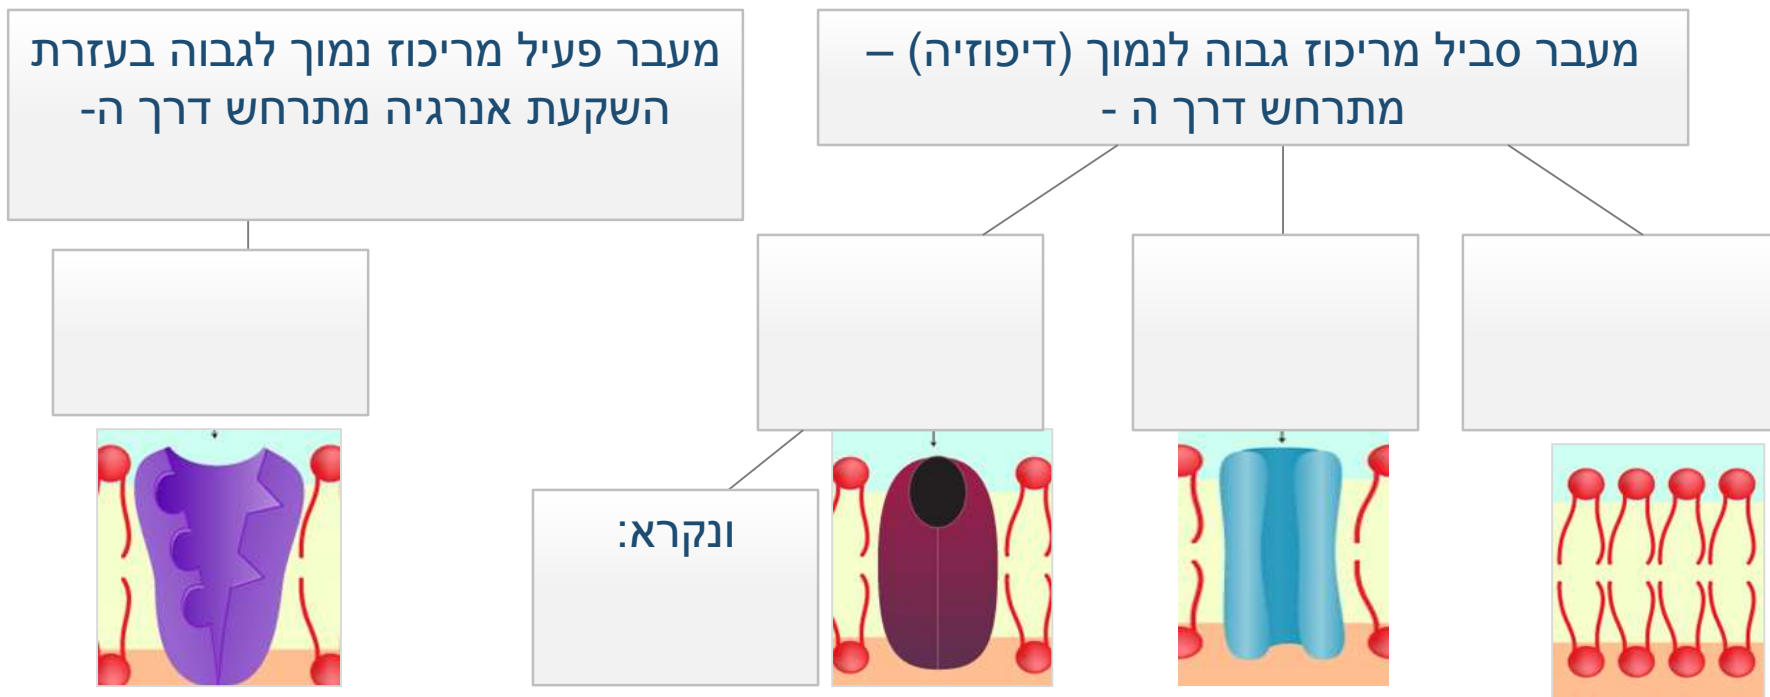 מעבר סביל מריכוז גבוה לנמוך (דיפוזיה) –
מתרחש דרך ה -
מעבר פעיל מריכוז נמוך לגבוה בעזרת
השקעת אנרגיה מתרחש דרך ה-
ונקרא: